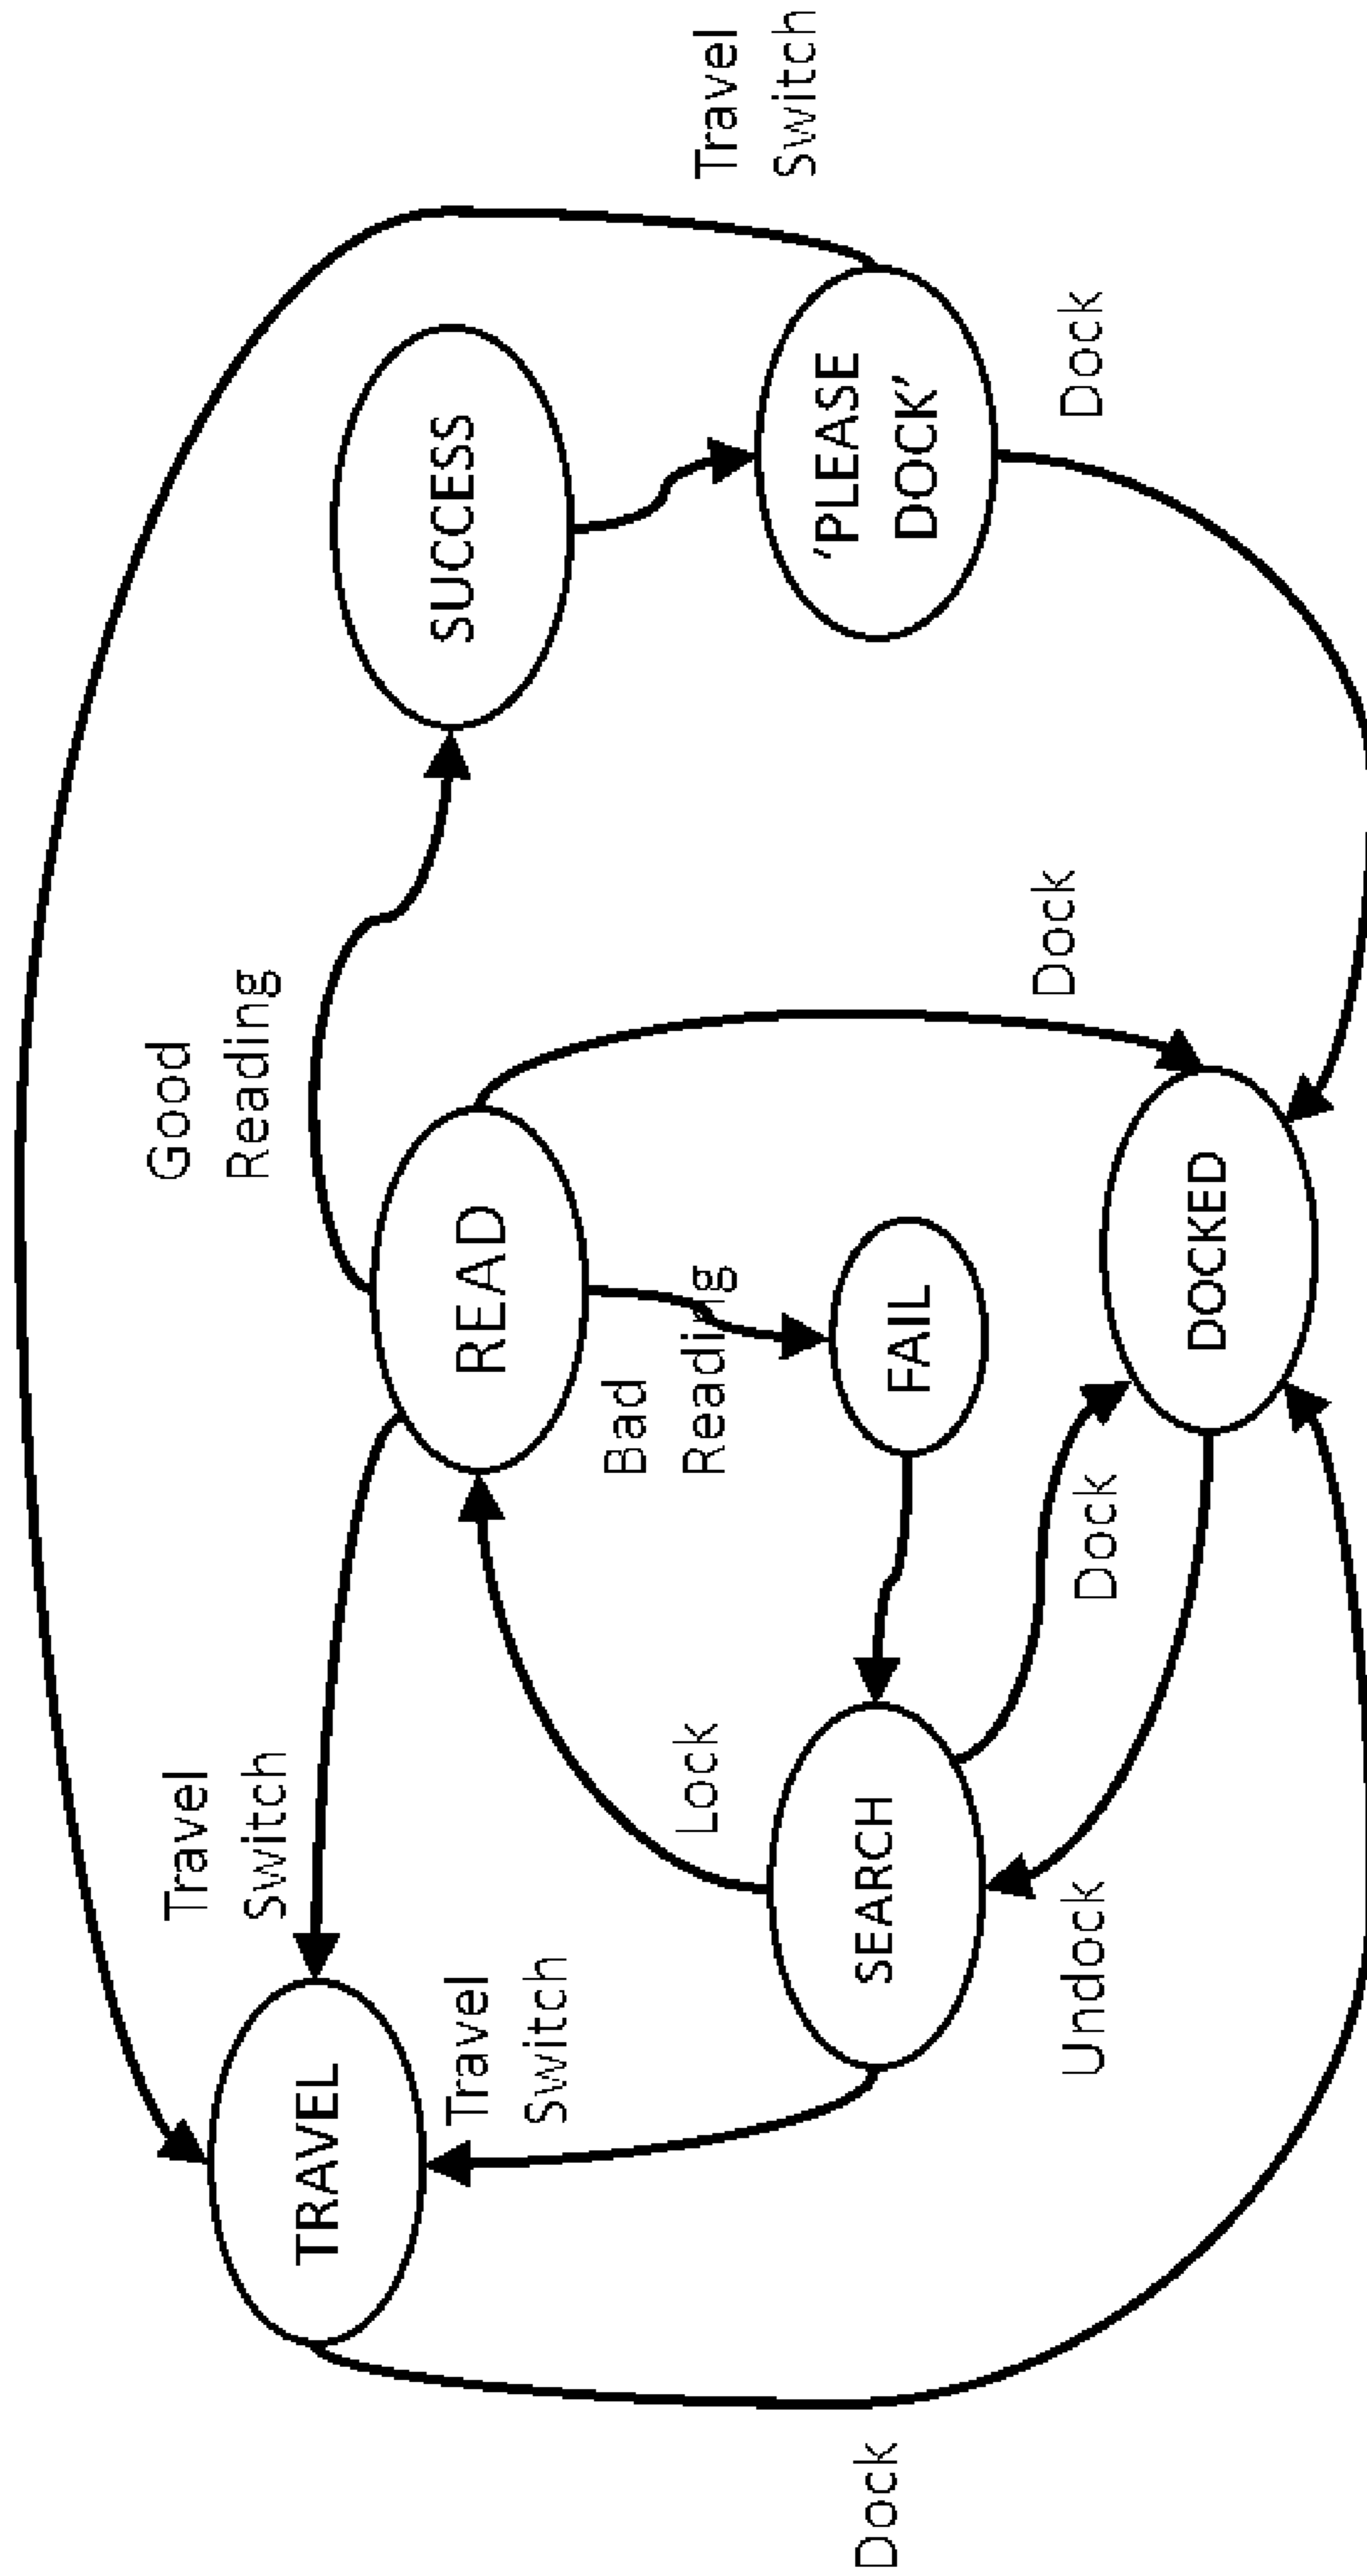 Travel
Switch
Good
Reading
Travel
Switch
TRAVEL
READ
SUCCESS
Travel
Switch
Bad
Reading
Lock
SEARCH
FAIL
'PLEASE
DOCK'
Dock
Dock
Dock
Dock
Undock
DOCKED